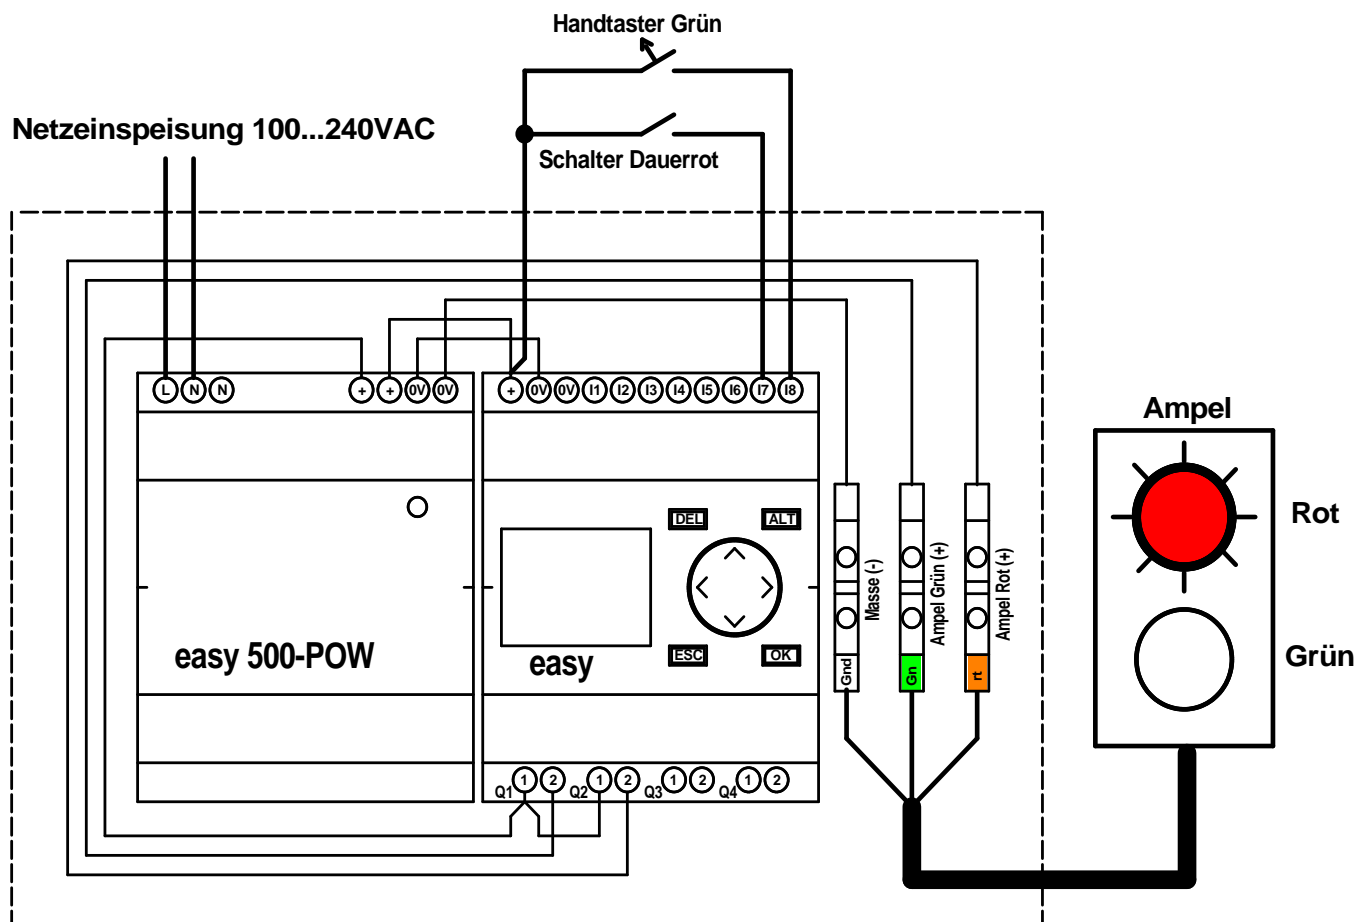 Handtaster Grün
Netzeinspeisung 100...240VAC
Schalter Dauerrot
L N N + + 0V 0V
+ 0V 0V I1 I2 I3 I4 I5 I6 I7 I8
Ampel
Rot
Grün
DEL ALT
ESC OK
easy 500-POW
easy
Masse (-)
Ampel Grün (+)
Ampel Rot (+)
Gnd
Gn
rt
Q1 1 2 Q2 1 2 Q3 1 2 Q4 1 2